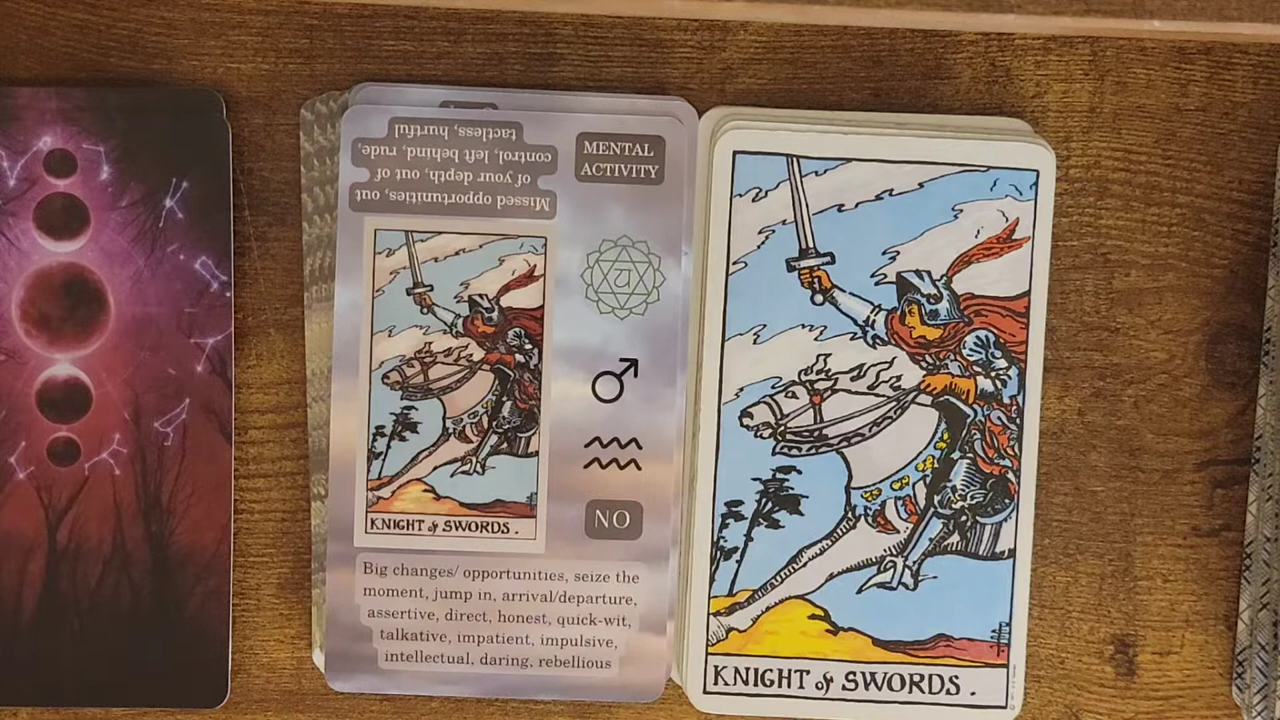 Missed opportunities, out
of your depth, out of
control, left behind, rude,
tactless, hurtful
MENTAL
ACTIVITY
KNIGHT of SWORDS.
NO
Big changes/ opportunities, seize the
moment, jump in, arrival/departure,
assertive, direct, honest, quick-wit,
talkative, impatient, impulsive,
intellectual, daring, rebellious
KNIGHT of SWORDS.